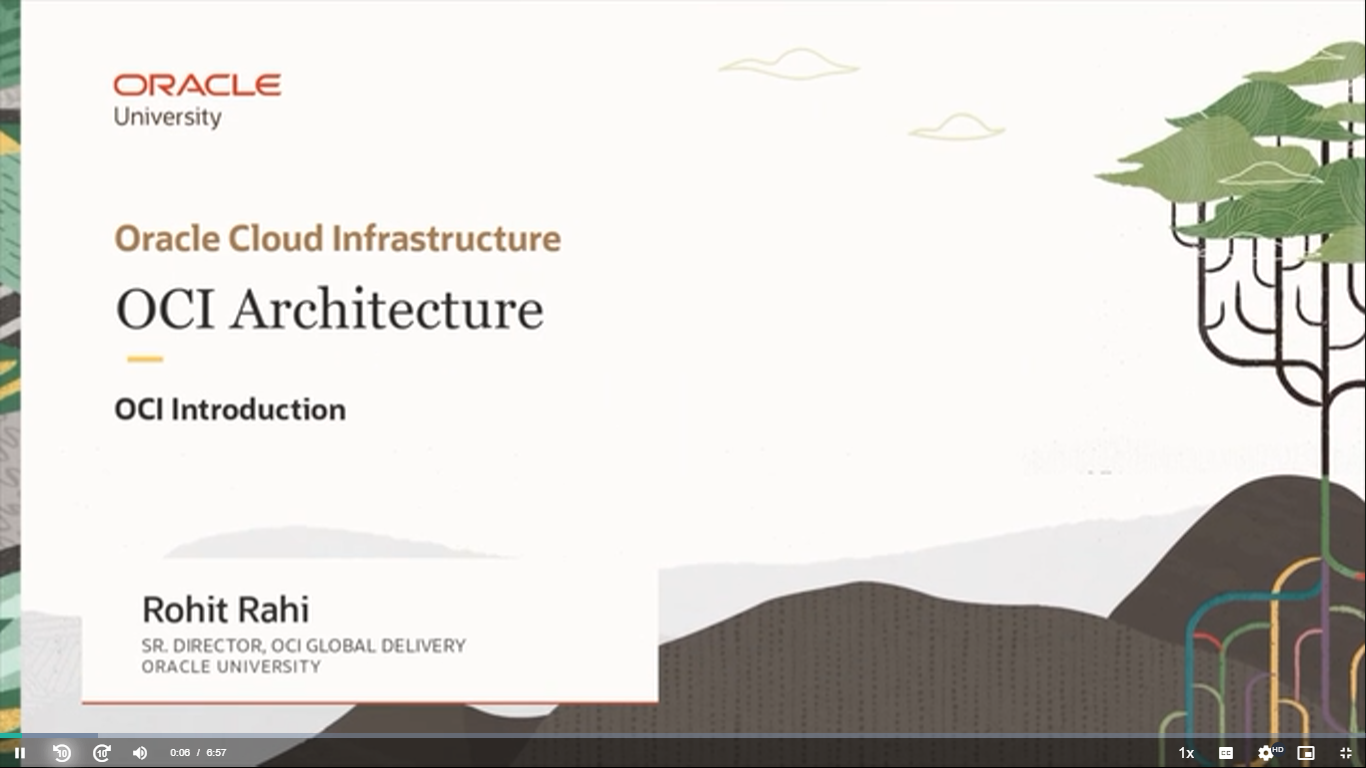 ORACLE
University
Oracle Cloud Infrastructure
OCI Architecture
OCI Introduction
Rohit Rahi
SR. DIRECTOR, OCI GLOBAL DELIVERY
ORACLE UNIVERSITY
10 10 0:06 / 6:57 1x CC HD